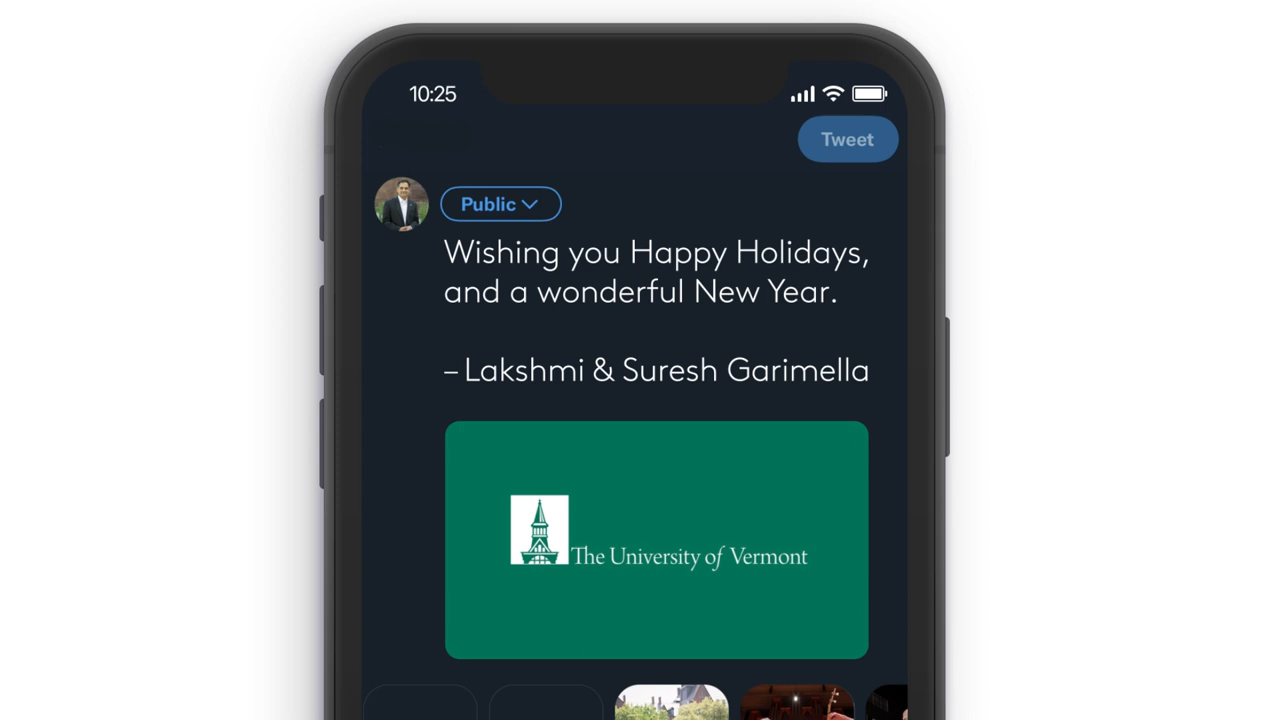 10:25
Tweet
Public
Wishing you Happy Holidays,
and a wonderful New Year.
– Lakshmi & Suresh Garimella
The University of Vermont